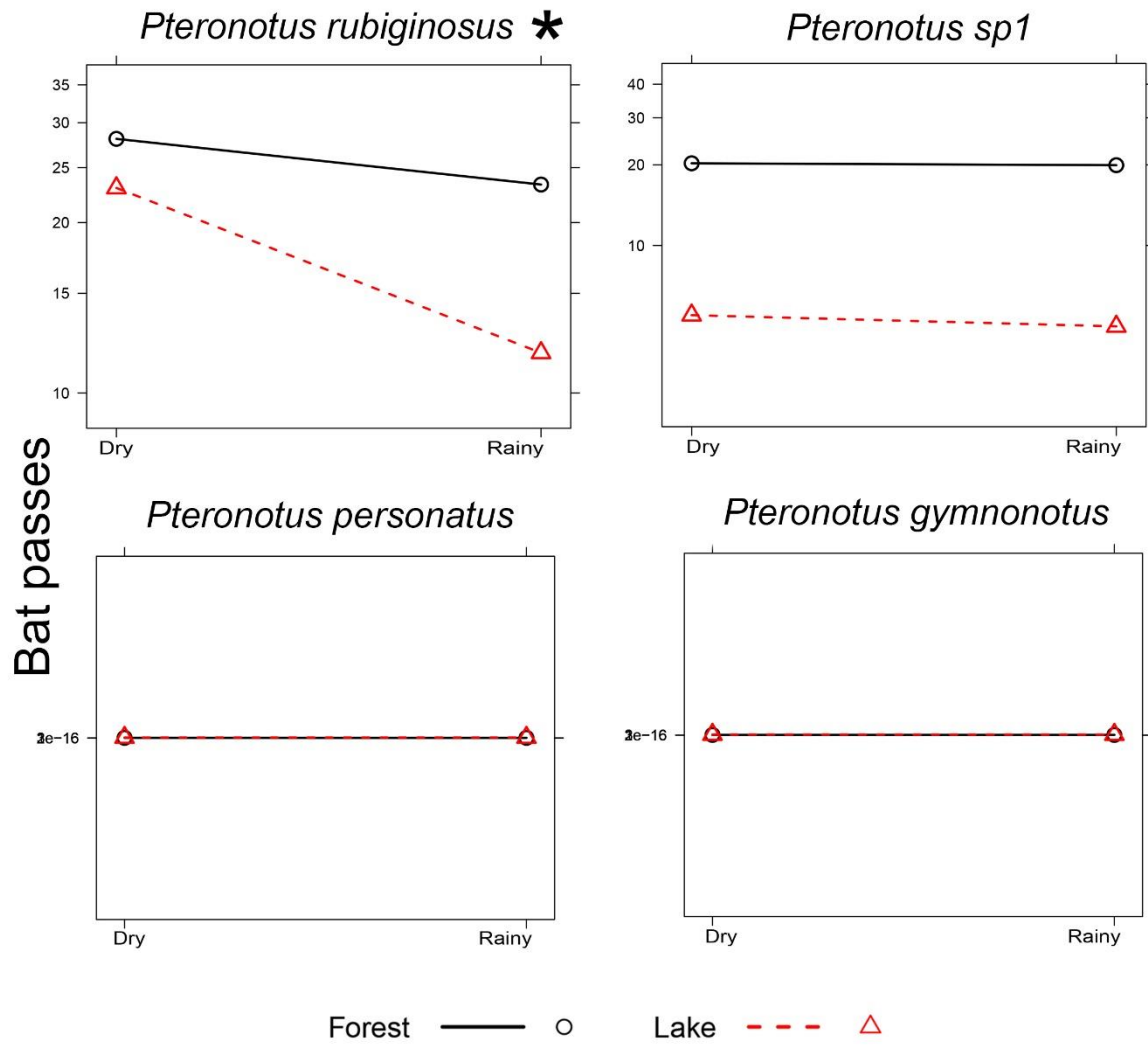 Pteronotus rubiginosus *
Pteronotus sp1
35
30
25
20
15
10
Dry
Rainy
40
30
20
10
Dry
Rainy
Bat passes
Pteronotus personatus
Pteronotus gymnonotus
Dry
Rainy
Dry
Rainy
Forest
Lake